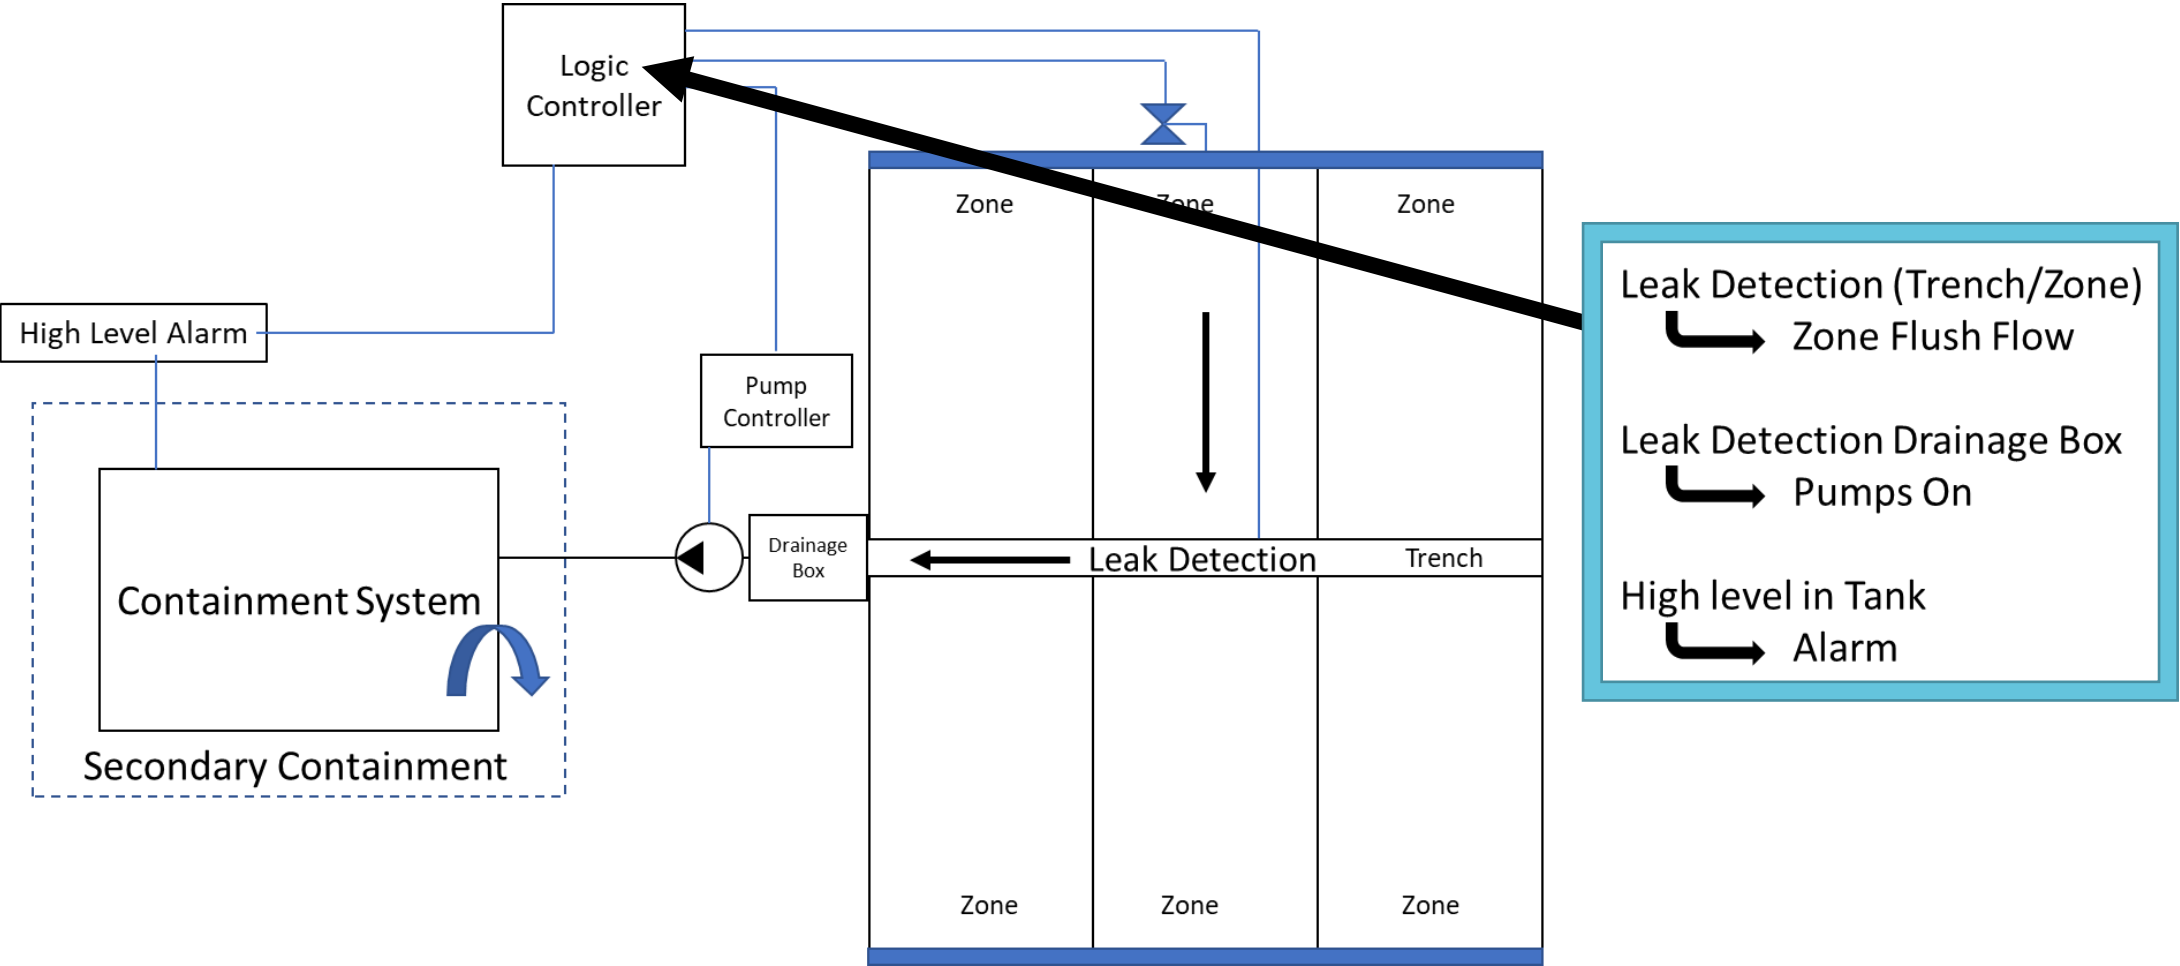 Logic
Controller
High Level Alarm
Pump
Controller
Containment System
Secondary Containment
Drainage
Box
Zone
Zone
Zone
Leak Detection
Trench
Zone
Zone
Zone
Leak Detection (Trench/Zone)
Zone Flush Flow
Leak Detection Drainage Box
Pumps On
High level in Tank
Alarm